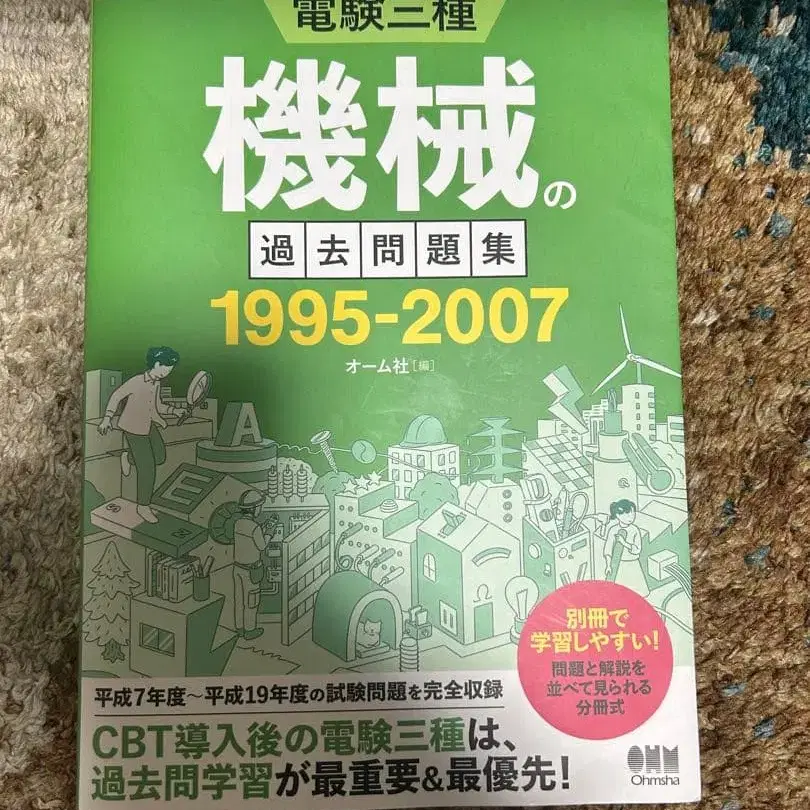 電験三種
機械の
過去問題集
1995-2007
オーム社[編]
A
E
V
別冊で
学習しやすい!
問題と解説を
並べて見られる
分冊式
平成7年度～平成19年度の試験問題を完全収録
CBT導入後の電験三種は、
過去問学習が最重要&最優先!
OHM
Ohmsha